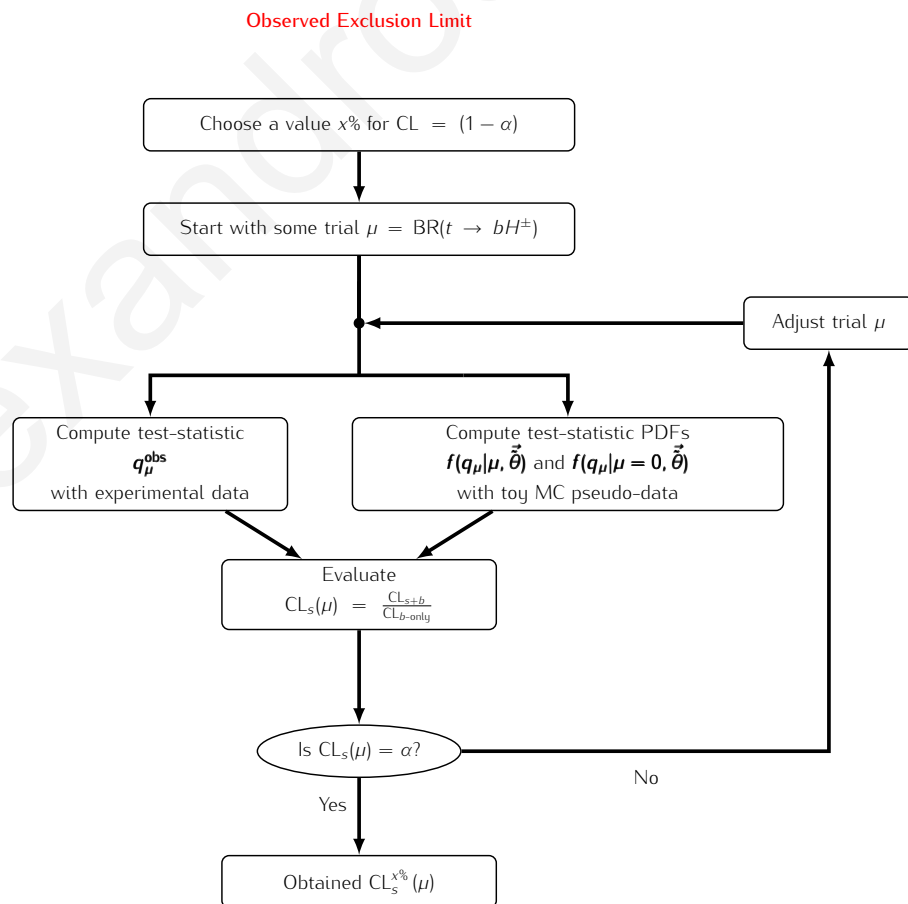 Observed Exclusion Limit
Choose a value x% for CL = (1 − α)
Start with some trial μ = BR(t → bH±)
Adjust trial μ
Compute test-statistic
q_μ^obs
with experimental data
Compute test-statistic PDFs
f(q_μ|μ, θ̃⃗) and f(q_μ|μ = 0, θ̃⃗)
with toy MC pseudo-data
Evaluate
CL_s(μ) = CL_{s+b} / CL_{b-only}
Is CL_s(μ) = α?
No
Yes
Obtained CL_s^{x%}(μ)